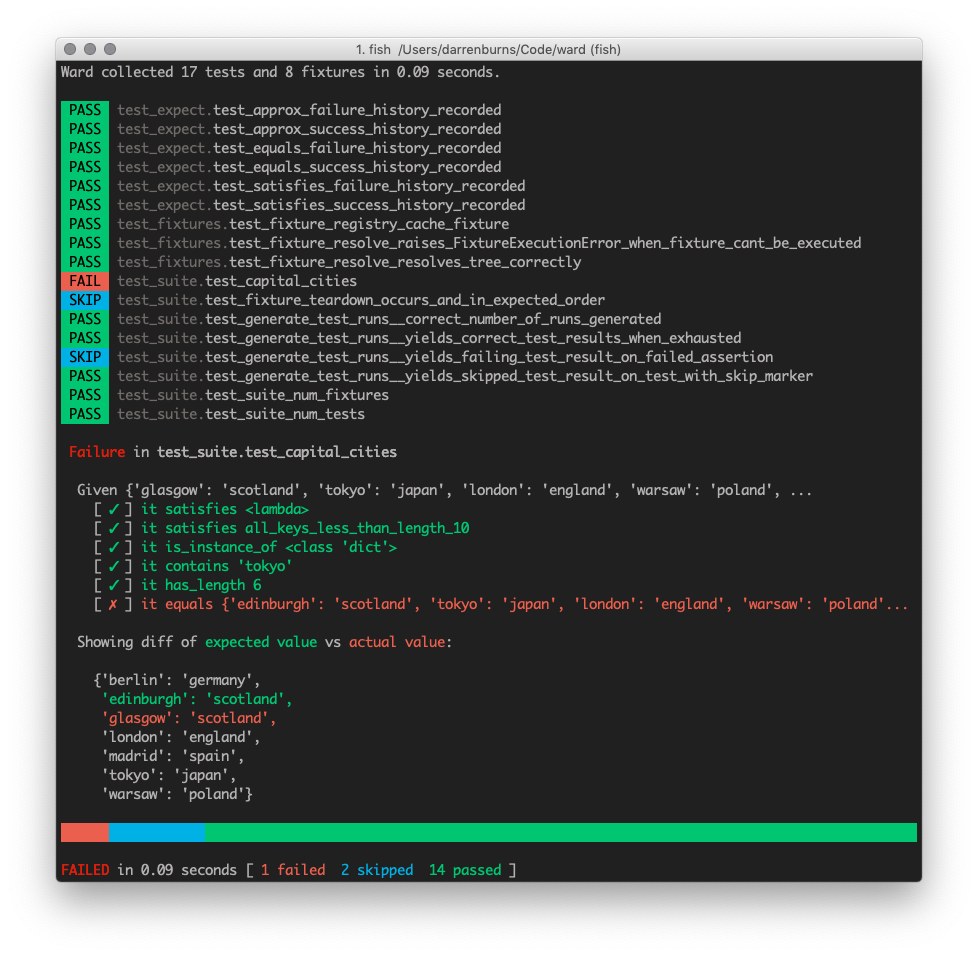 1. fish  /Users/darrenburns/Code/ward (fish)
Ward collected 17 tests and 8 fixtures in 0.09 seconds.
PASS test_expect.test_approx_failure_history_recorded
PASS test_expect.test_approx_success_history_recorded
PASS test_expect.test_equals_failure_history_recorded
PASS test_expect.test_equals_success_history_recorded
PASS test_expect.test_satisfies_failure_history_recorded
PASS test_expect.test_satisfies_success_history_recorded
PASS test_fixtures.test_fixture_registry_cache_fixture
PASS test_fixtures.test_fixture_resolve_raises_FixtureExecutionError_when_fixture_cant_be_executed
PASS test_fixtures.test_fixture_resolve_resolves_tree_correctly
FAIL test_suite.test_capital_cities
SKIP test_suite.test_fixture_teardown_occurs_and_in_expected_order
PASS test_suite.test_generate_test_runs__correct_number_of_runs_generated
PASS test_suite.test_generate_test_runs__yields_correct_test_results_when_exhausted
SKIP test_suite.test_generate_test_runs__yields_failing_test_result_on_failed_assertion
PASS test_suite.test_generate_test_runs__yields_skipped_test_result_on_test_with_skip_marker
PASS test_suite.test_suite_num_fixtures
PASS test_suite.test_suite_num_tests
Failure in test_suite.test_capital_cities
Given {'glasgow': 'scotland', 'tokyo': 'japan', 'london': 'england', 'warsaw': 'poland', ...
[ ✓ ] it satisfies <lambda>
[ ✓ ] it satisfies all_keys_less_than_length_10
[ ✓ ] it is_instance_of <class 'dict'>
[ ✓ ] it contains 'tokyo'
[ ✓ ] it has_length 6
[ ✗ ] it equals {'edinburgh': 'scotland', 'tokyo': 'japan', 'london': 'england', 'warsaw': 'poland'...
Showing diff of expected value vs actual value:
{'berlin': 'germany',
'edinburgh': 'scotland',
'glasgow': 'scotland',
'london': 'england',
'madrid': 'spain',
'tokyo': 'japan',
'warsaw': 'poland'}
FAILED in 0.09 seconds [ 1 failed  2 skipped  14 passed ]